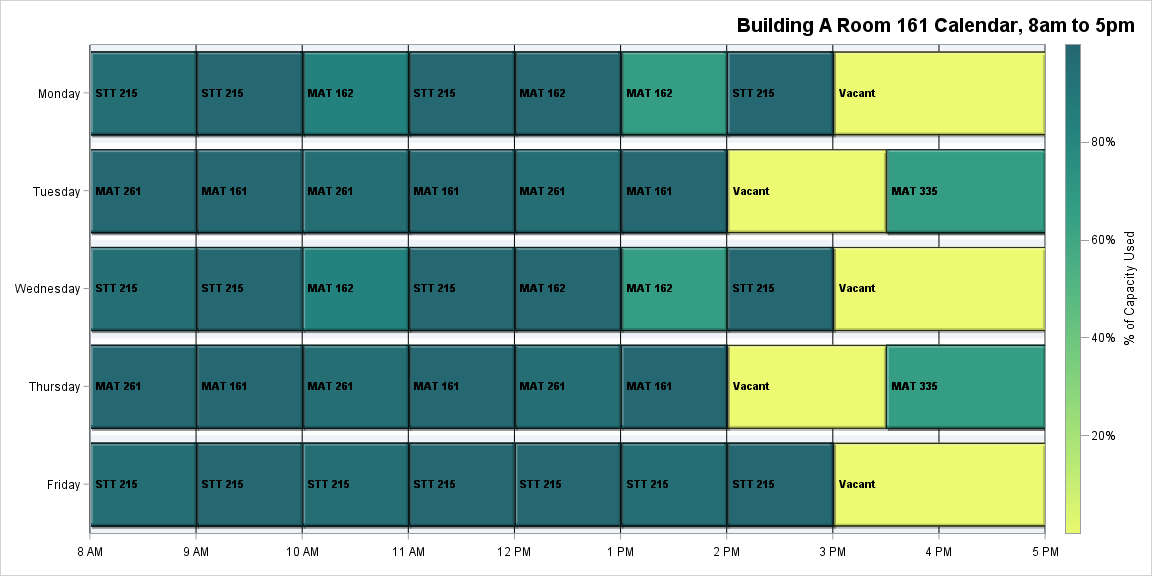 Building A Room 161 Calendar, 8am to 5pm
Monday STT 215 STT 215 MAT 162 STT 215 MAT 162 MAT 162 STT 215 Vacant
Tuesday MAT 261 MAT 161 MAT 261 MAT 161 MAT 261 MAT 161 Vacant MAT 335
Wednesday STT 215 STT 215 MAT 162 STT 215 MAT 162 MAT 162 STT 215 Vacant
Thursday MAT 261 MAT 161 MAT 261 MAT 161 MAT 261 MAT 161 Vacant MAT 335
Friday STT 215 STT 215 STT 215 STT 215 STT 215 STT 215 STT 215 Vacant
8 AM 9 AM 10 AM 11 AM 12 PM 1 PM 2 PM 3 PM 4 PM 5 PM
80%
60%
40%
20%
% of Capacity Used